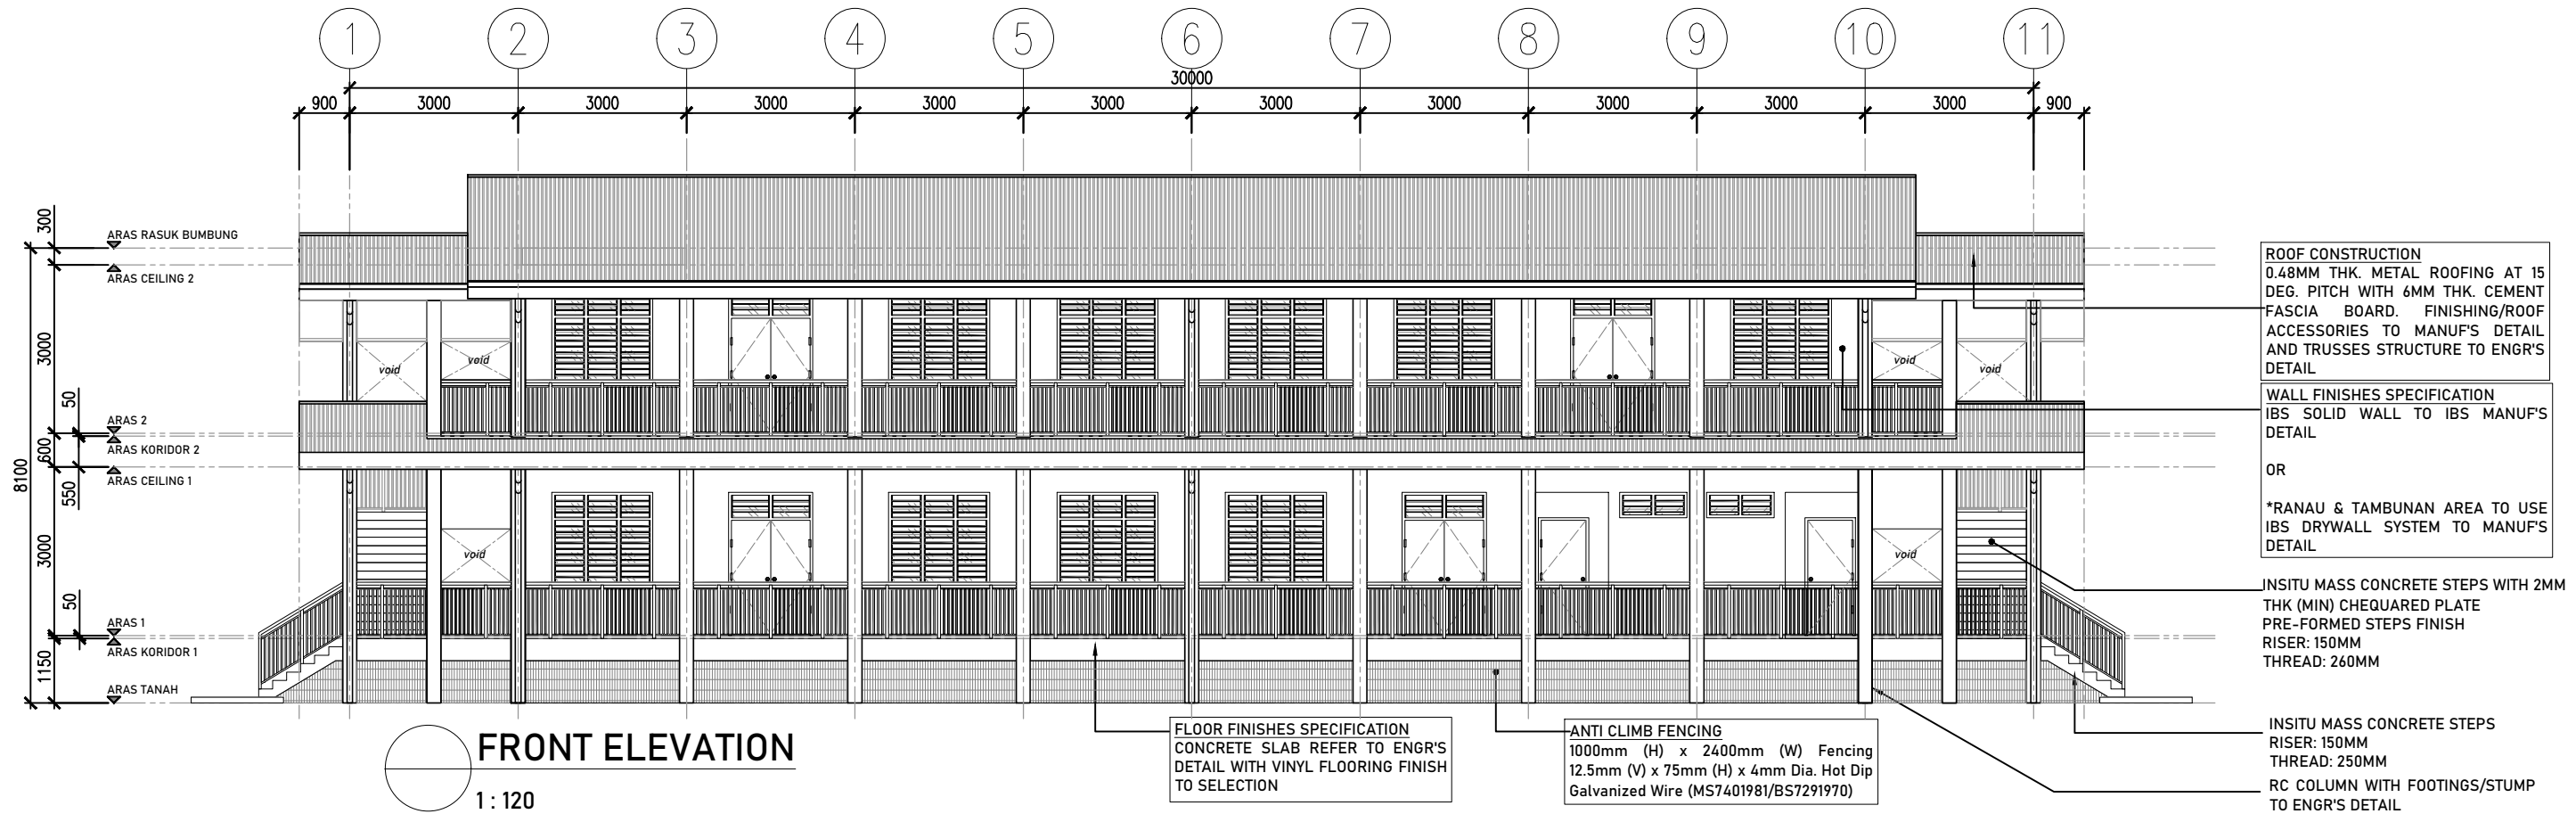 1 2 3 4 5 6 7 8 9 10 11
30000
900 3000 3000 3000 3000 3000 3000 3000 3000 3000 3000 900
300
ARAS RASUK BUMBUNG
ARAS CEILING 2
3000
50
ARAS 2
ARAS KORIDOR 2
600
ARAS CEILING 1
550
8100
3000
50
ARAS 1
ARAS KORIDOR 1
1150
ARAS TANAH
void
void
void
void
void
void
ROOF CONSTRUCTION
0.48MM THK. METAL ROOFING AT 15
DEG. PITCH WITH 6MM THK. CEMENT
FASCIA BOARD. FINISHING/ROOF
ACCESSORIES TO MANUF'S DETAIL
AND TRUSSES STRUCTURE TO ENGR'S
DETAIL
WALL FINISHES SPECIFICATION
IBS SOLID WALL TO IBS MANUF'S
DETAIL
OR
*RANAU & TAMBUNAN AREA TO USE
IBS DRYWALL SYSTEM TO MANUF'S
DETAIL
INSITU MASS CONCRETE STEPS WITH 2MM
THK (MIN) CHEQUARED PLATE
PRE-FORMED STEPS FINISH
RISER: 150MM
THREAD: 260MM
INSITU MASS CONCRETE STEPS
RISER: 150MM
THREAD: 250MM
RC COLUMN WITH FOOTINGS/STUMP
TO ENGR'S DETAIL
FLOOR FINISHES SPECIFICATION
CONCRETE SLAB REFER TO ENGR'S
DETAIL WITH VINYL FLOORING FINISH
TO SELECTION
ANTI CLIMB FENCING
1000mm (H) x 2400mm (W) Fencing
12.5mm (V) x 75mm (H) x 4mm Dia. Hot Dip
Galvanized Wire (MS7401981/BS7291970)
FRONT ELEVATION
1 : 120